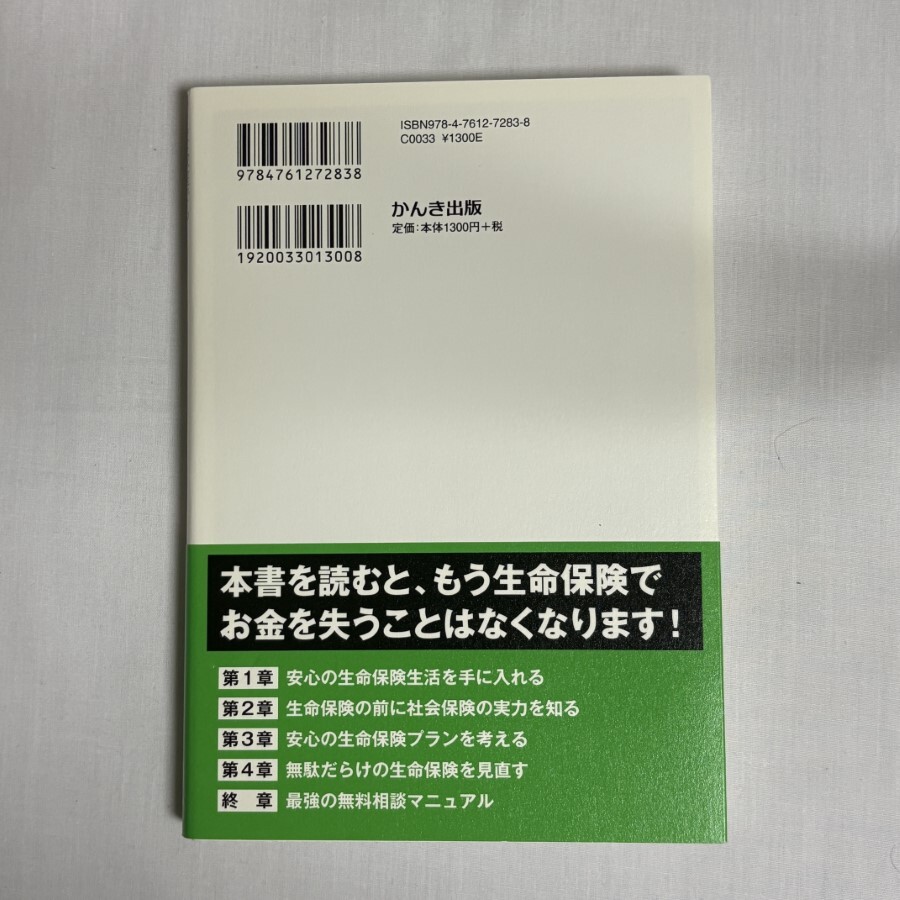 ISBN978-4-7612-7283-8
C0033 ¥1300E
9784761272838
かんき出版
定価:本体1300円+税
1920033013008
本書を読むと、もう生命保険で
お金を失うことはなくなります!
第1章 安心の生命保険生活を手に入れる
第2章 生命保険の前に社会保険の実力を知る
第3章 安心の生命保険プランを考える
第4章 無駄だらけの生命保険を見直す
終 章 最強の無料相談マニュアル